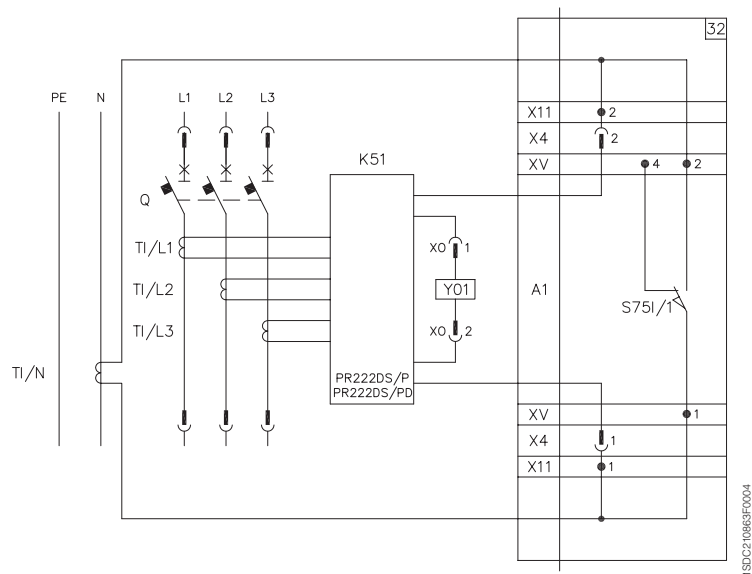 32
PE N L1 L2 L3
X11 2
X4 2
K51
XV 4 2
Q
TI/L1
X0 1
TI/L2
Y01
A1
S75I/1
TI/L3
X0 2
TI/N
PR222DS/P
PR222DS/PD
XV 1
X4 1
X11 1
ISDC210863F0004